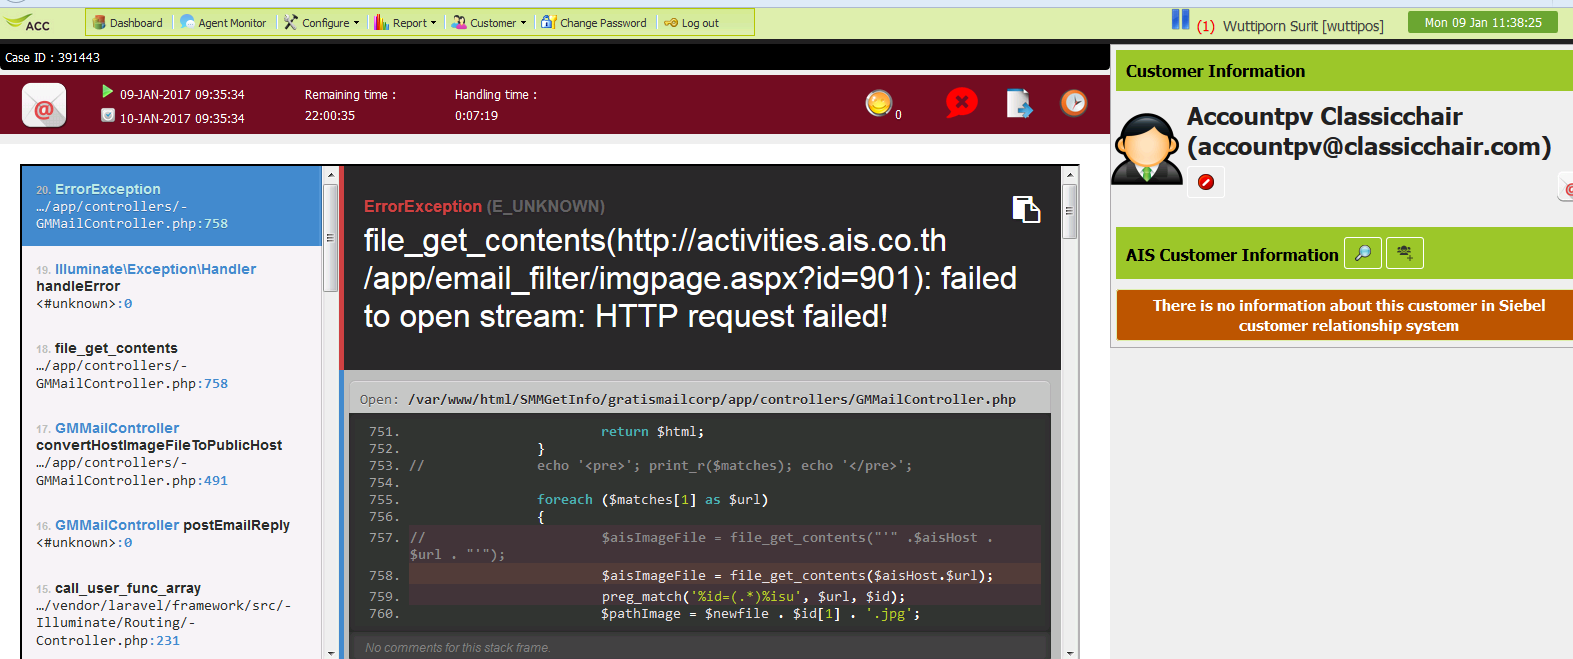 ACC
Dashboard Agent Monitor Configure Report Customer Change Password Log out
(1) Wuttiporn Surit [wuttipos] Mon 09 Jan 11:38:25
Case ID : 391443
09-JAN-2017 09:35:34
10-JAN-2017 09:35:34
Remaining time :
22:00:35
Handling time :
0:07:19
0
20. ErrorException
…/app/controllers/-
GMMailController.php:758
19. Illuminate\Exception\Handler
handleError
<#unknown>:0
18. file_get_contents
…/app/controllers/-
GMMailController.php:758
17. GMMailController
convertHostImageFileToPublicHost
…/app/controllers/-
GMMailController.php:491
16. GMMailController postEmailReply
<#unknown>:0
15. call_user_func_array
…/vendor/laravel/framework/src/-
Illuminate/Routing/-
Controller.php:231
ErrorException (E_UNKNOWN)
file_get_contents(http://activities.ais.co.th
/app/email_filter/imgpage.aspx?id=901): failed
to open stream: HTTP request failed!
Open: /var/www/html/SMMGetInfo/gratismailcorp/app/controllers/GMMailController.php
751. return $html;
752. }
753. // echo '<pre>'; print_r($matches); echo '</pre>';
754.
755. foreach ($matches[1] as $url)
756. {
757. // $aisImageFile = file_get_contents("'" .$aisHost .
$url . "'");
758. $aisImageFile = file_get_contents($aisHost.$url);
759. preg_match('%id=(.*)%isu', $url, $id);
760. $pathImage = $newfile . $id[1] . '.jpg';
No comments for this stack frame.
Customer Information
Accountpv Classicchair
(accountpv@classicchair.com)
AIS Customer Information
There is no information about this customer in Siebel
customer relationship system